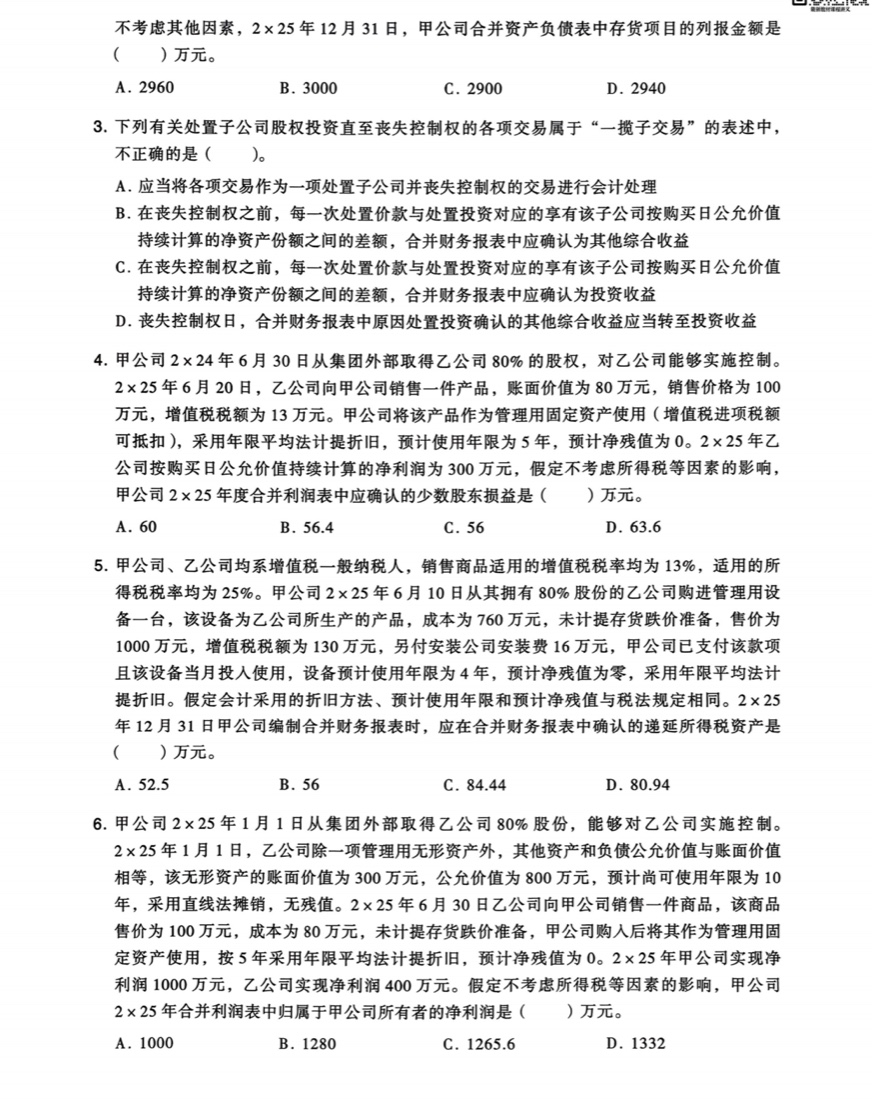 不考虑其他因素，2×25年12月31日，甲公司合并资产负债表中存货项目的列报金额是
（　　）万元。
A. 2960　B. 3000　C. 2900　D. 2940
3. 下列有关处置子公司股权投资直至丧失控制权的各项交易属于“一揽子交易”的表述中，
不正确的是（　　）。
A. 应当将各项交易作为一项处置子公司并丧失控制权的交易进行会计处理
B. 在丧失控制权之前，每一次处置价款与处置投资对应的享有该子公司按购买日公允价值
持续计算的净资产份额之间的差额，合并财务报表中应确认为其他综合收益
C. 在丧失控制权之前，每一次处置价款与处置投资对应的享有该子公司按购买日公允价值
持续计算的净资产份额之间的差额，合并财务报表中应确认为投资收益
D. 丧失控制权日，合并财务报表中原因处置投资确认的其他综合收益应当转至投资收益
4. 甲公司2×24年6月30日从集团外部取得乙公司80%的股权，对乙公司能够实施控制。
2×25年6月20日，乙公司向甲公司销售一件产品，账面价值为80万元，销售价格为100
万元，增值税税额为13万元。甲公司将该产品作为管理用固定资产使用（增值税进项税额
可抵扣），采用年限平均法计提折旧，预计使用年限为5年，预计净残值为0。2×25年乙
公司按购买日公允价值持续计算的净利润为300万元，假定不考虑所得税等因素的影响，
甲公司2×25年度合并利润表中应确认的少数股东损益是（　　）万元。
A. 60　B. 56.4　C. 56　D. 63.6
5. 甲公司、乙公司均系增值税一般纳税人，销售商品适用的增值税税率均为13%，适用的所
得税税率均为25%。甲公司2×25年6月10日从其拥有80%股份的乙公司购进管理用设
备一台，该设备为乙公司所生产的产品，成本为760万元，未计提存货跌价准备，售价为
1000万元，增值税税额为130万元，另付安装公司安装费16万元，甲公司已支付该款项
且该设备当月投入使用，设备预计使用年限为4年，预计净残值为零，采用年限平均法计
提折旧。假定会计采用的折旧方法、预计使用年限和预计净残值与税法规定相同。2×25
年12月31日甲公司编制合并财务报表时，应在合并财务报表中确认的递延所得税资产是
（　　）万元。
A. 52.5　B. 56　C. 84.44　D. 80.94
6. 甲公司2×25年1月1日从集团外部取得乙公司80%股份，能够对乙公司实施控制。
2×25年1月1日，乙公司除一项管理用无形资产外，其他资产和负债公允价值与账面价值
相等，该无形资产的账面价值为300万元，公允价值为800万元，预计尚可使用年限为10
年，采用直线法摊销，无残值。2×25年6月30日乙公司向甲公司销售一件商品，该商品
售价为100万元，成本为80万元，未计提存货跌价准备，甲公司购入后将其作为管理用固
定资产使用，按5年采用年限平均法计提折旧，预计净残值为0。2×25年甲公司实现净
利润1000万元，乙公司实现净利润400万元。假定不考虑所得税等因素的影响，甲公司
2×25年合并利润表中归属于甲公司所有者的净利润是（　　）万元。
A. 1000　B. 1280　C. 1265.6　D. 1332